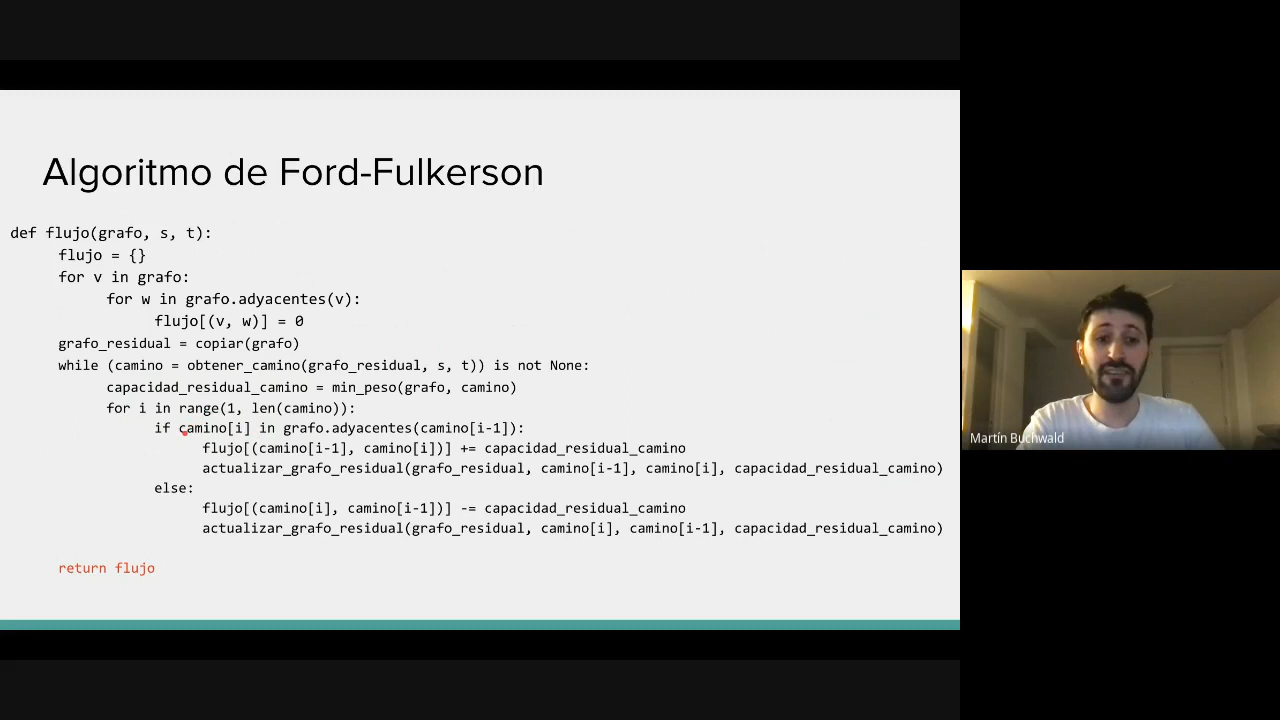 Algoritmo de Ford-Fulkerson
def flujo(grafo, s, t):
flujo = {}
for v in grafo:
for w in grafo.adyacentes(v):
flujo[(v, w)] = 0
grafo_residual = copiar(grafo)
while (camino = obtener_camino(grafo_residual, s, t)) is not None:
capacidad_residual_camino = min_peso(grafo, camino)
for i in range(1, len(camino)):
if camino[i] in grafo.adyacentes(camino[i-1]):
flujo[(camino[i-1], camino[i])] += capacidad_residual_camino
actualizar_grafo_residual(grafo_residual, camino[i-1], camino[i], capacidad_residual_camino)
else:
flujo[(camino[i], camino[i-1])] -= capacidad_residual_camino
actualizar_grafo_residual(grafo_residual, camino[i], camino[i-1], capacidad_residual_camino)
return flujo
Martín Buchwald